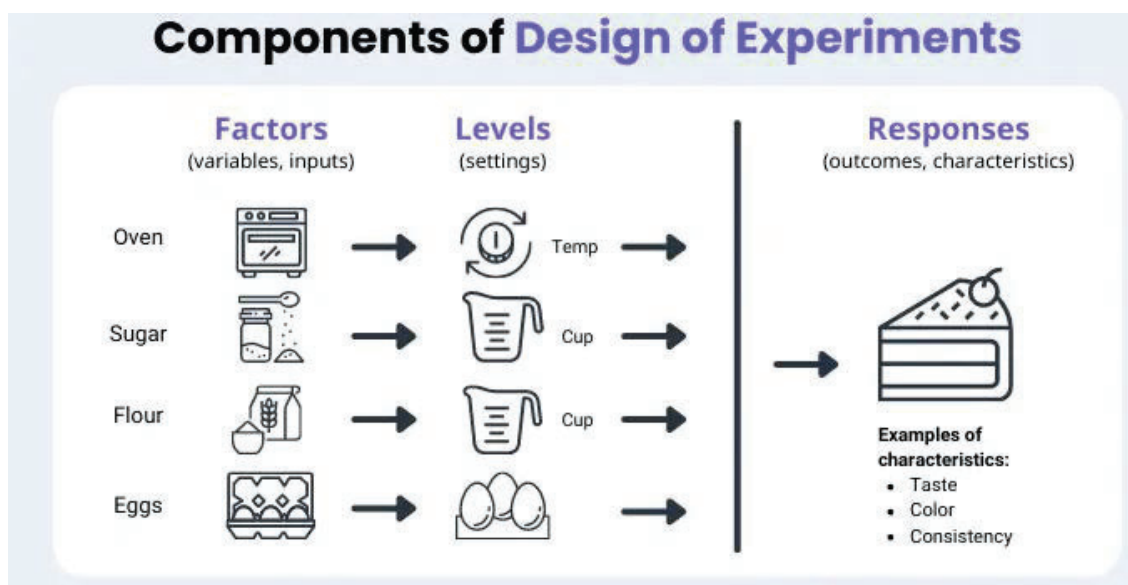 Components of Design of Experiments
Factors
(variables, inputs)
Levels
(settings)
Responses
(outcomes, characteristics)
Oven
Temp
Sugar
Cup
Flour
Cup
Eggs
Examples of
characteristics:
• Taste
• Color
• Consistency